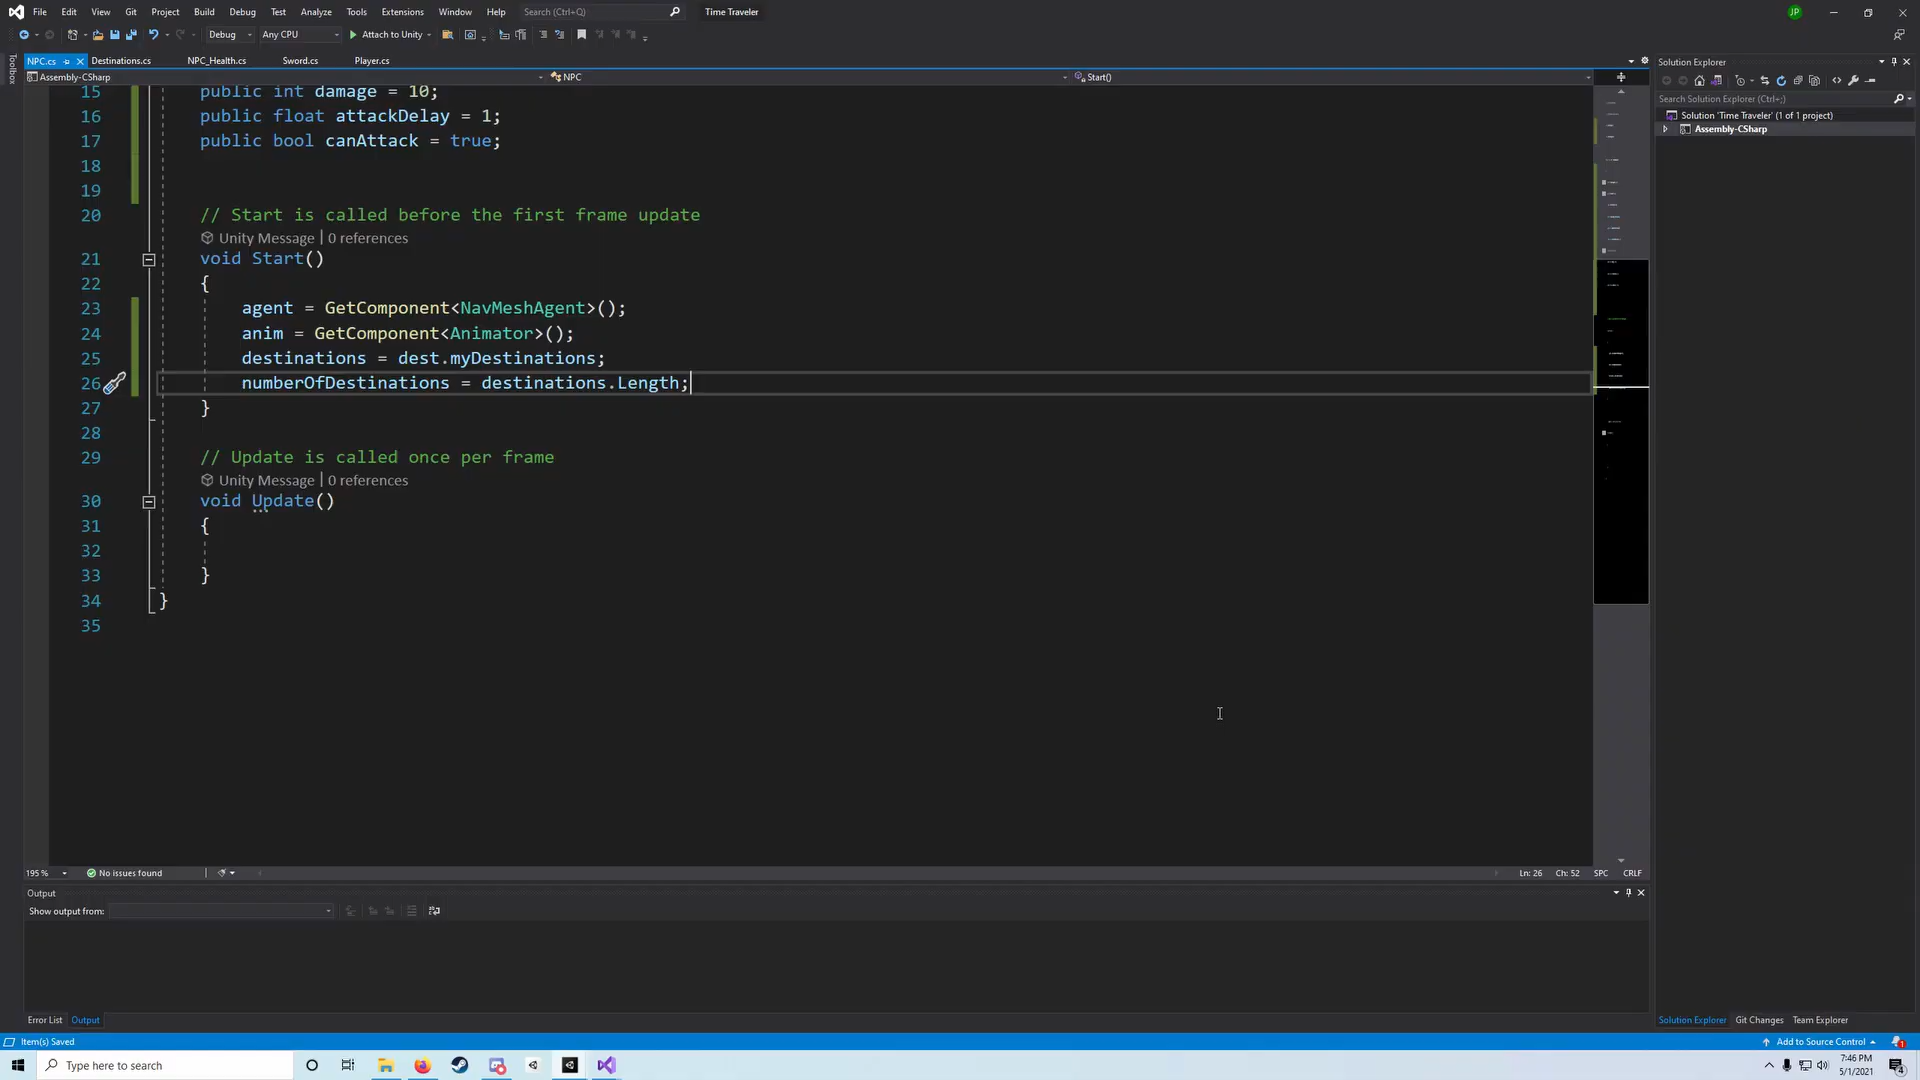 File Edit View Git Project Build Debug Test Analyze Tools Extensions Window Help Search (Ctrl+Q) Time Traveler JP
Debug Any CPU Attach to Unity
Toolbox
NPC.cs Destinations.cs NPC_Health.cs Sword.cs Player.cs
Assembly-CSharp NPC Start()
15 public int damage = 10;
16 public float attackDelay = 1;
17 public bool canAttack = true;
18
19
20 // Start is called before the first frame update
Unity Message | 0 references
21 void Start()
22 {
23 agent = GetComponent<NavMeshAgent>();
24 anim = GetComponent<Animator>();
25 destinations = dest.myDestinations;
26 numberOfDestinations = destinations.Length;
27 }
28
29 // Update is called once per frame
Unity Message | 0 references
30 void Update()
31 {
32
33 }
34 }
35
195 % No issues found Ln: 26 Ch: 52 SPC CRLF
Output
Show output from:
Error List Output
Solution Explorer
Search Solution Explorer (Ctrl+;)
Solution 'Time Traveler' (1 of 1 project)
Assembly-CSharp
Solution Explorer Git Changes Team Explorer
Item(s) Saved Add to Source Control 1
Type here to search
7:46 PM
5/1/2021
4